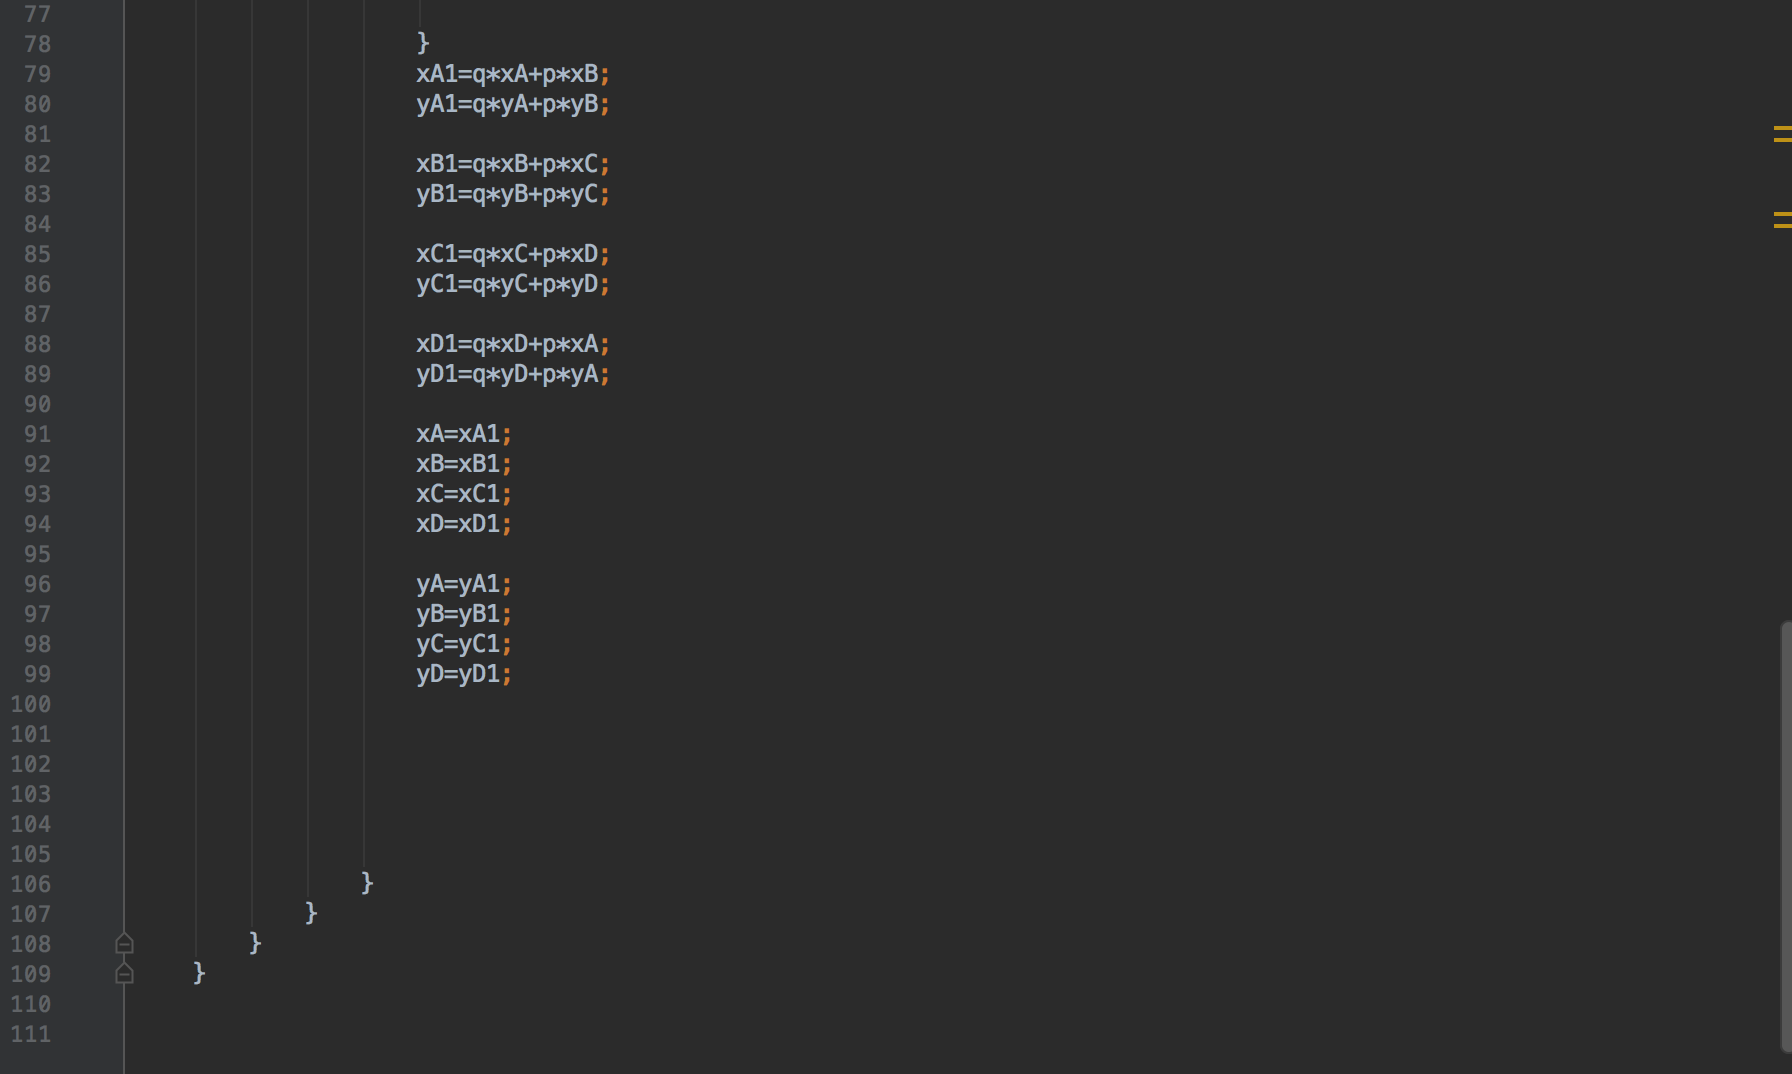 77
78 }
79 xA1=q*xA+p*xB;
80 yA1=q*yA+p*yB;
81
82 xB1=q*xB+p*xC;
83 yB1=q*yB+p*yC;
84
85 xC1=q*xC+p*xD;
86 yC1=q*yC+p*yD;
87
88 xD1=q*xD+p*xA;
89 yD1=q*yD+p*yA;
90
91 xA=xA1;
92 xB=xB1;
93 xC=xC1;
94 xD=xD1;
95
96 yA=yA1;
97 yB=yB1;
98 yC=yC1;
99 yD=yD1;
100
101
102
103
104
105
106 }
107 }
108 }
109 }
110
111